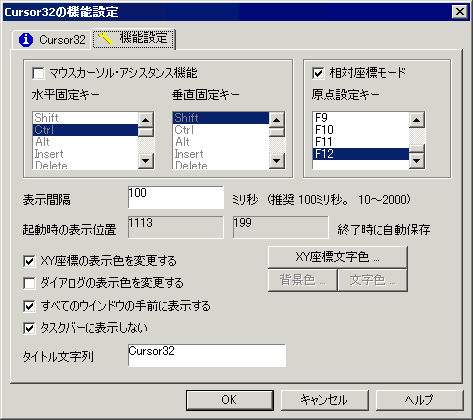 Cursor32の機能設定
Cursor32 機能設定
マウスカーソル・アシスタンス機能
相対座標モード
水平固定キー 垂直固定キー 原点設定キー
Shift
Ctrl
Alt
Insert
Delete
Shift
Ctrl
Alt
Insert
Delete
F9
F10
F11
F12
表示間隔 100 ミリ秒 (推奨 100ミリ秒。 10～2000)
起動時の表示位置 1113 199 終了時に自動保存
XY座標の表示色を変更する XY座標文字色 ...
ダイアログの表示色を変更する 背景色 ... 文字色 ...
すべてのウインドウの手前に表示する
タスクバーに表示しない
タイトル文字列 Cursor32
OK キャンセル ヘルプ